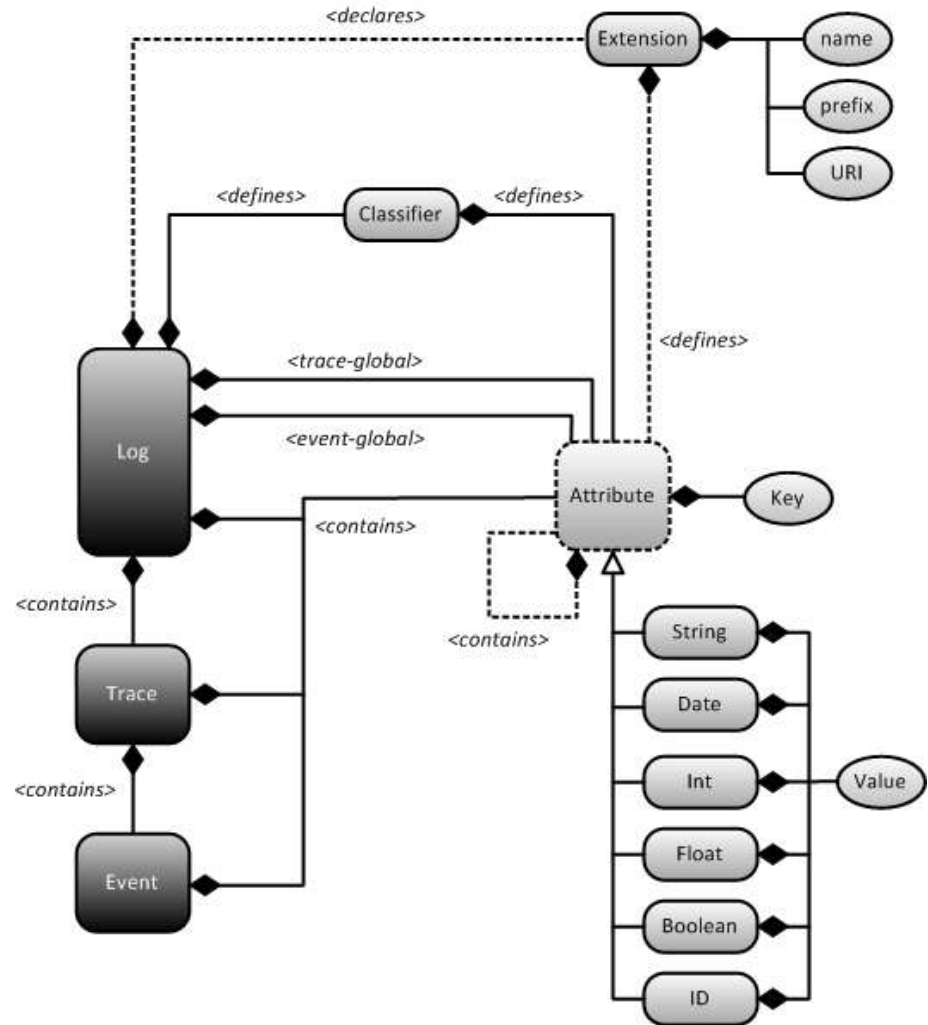 <declares>
Extension
name
prefix
URI
<defines>
Classifier
<defines>
<defines>
<trace-global>
<event-global>
Log
Attribute
Key
<contains>
<contains>
<contains>
String
Trace
Date
<contains>
Int
Value
Event
Float
Boolean
ID